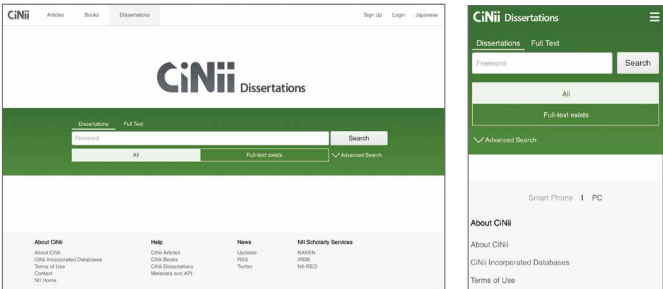 CiNii Articles Books Dissertations Sign Up Login Japanese
CiNii Dissertations
Dissertations Full Text
Freeword Search
All Full-text exists Advanced Search
About CiNii Help News NII Scholarly Services
About CiNii CiNii Articles Updates KAKEN
CiNii Incorporated Databases CiNii Books RSS IRDB
Terms of Use CiNii Dissertations Twitter NII-REO
Contact Metadata and API
NII Home
CiNii Dissertations
Dissertations Full Text
Freeword Search
All
Full-text exists
Advanced Search
Smart Phone I PC
About CiNii
About CiNii
CiNii Incorporated Databases
Terms of Use